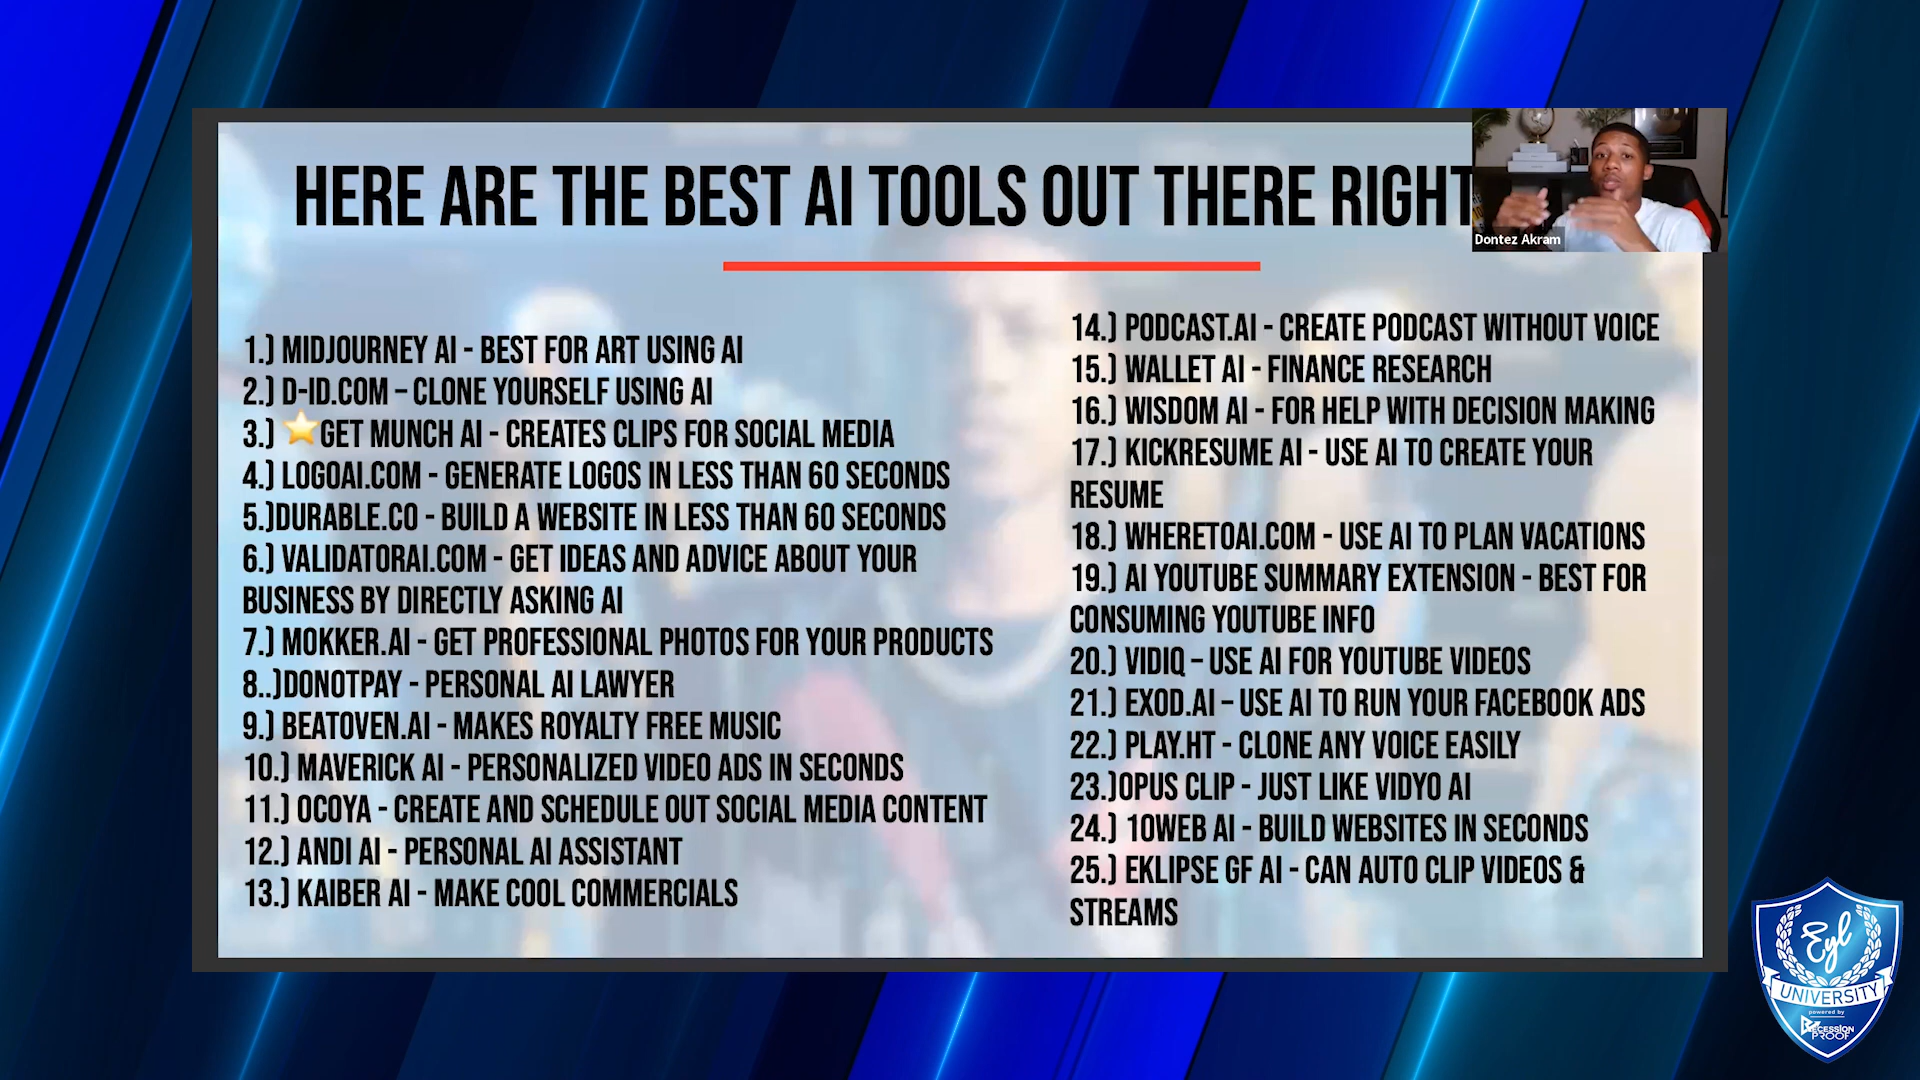 HERE ARE THE BEST AI TOOLS OUT THERE RIGHT
Dontez Akram
1.) MIDJOURNEY AI - BEST FOR ART USING AI
2.) D-ID.COM – CLONE YOURSELF USING AI
3.) ⭐GET MUNCH AI - CREATES CLIPS FOR SOCIAL MEDIA
4.) LOGOAI.COM - GENERATE LOGOS IN LESS THAN 60 SECONDS
5.)DURABLE.CO - BUILD A WEBSITE IN LESS THAN 60 SECONDS
6.) VALIDATORAI.COM - GET IDEAS AND ADVICE ABOUT YOUR
BUSINESS BY DIRECTLY ASKING AI
7.) MOKKER.AI - GET PROFESSIONAL PHOTOS FOR YOUR PRODUCTS
8..)DONOTPAY - PERSONAL AI LAWYER
9.) BEATOVEN.AI - MAKES ROYALTY FREE MUSIC
10.) MAVERICK AI - PERSONALIZED VIDEO ADS IN SECONDS
11.) OCOYA - CREATE AND SCHEDULE OUT SOCIAL MEDIA CONTENT
12.) ANDI AI - PERSONAL AI ASSISTANT
13.) KAIBER AI - MAKE COOL COMMERCIALS
14.) PODCAST.AI - CREATE PODCAST WITHOUT VOICE
15.) WALLET AI - FINANCE RESEARCH
16.) WISDOM AI - FOR HELP WITH DECISION MAKING
17.) KICKRESUME AI - USE AI TO CREATE YOUR
RESUME
18.) WHERETOAI.COM - USE AI TO PLAN VACATIONS
19.) AI YOUTUBE SUMMARY EXTENSION - BEST FOR
CONSUMING YOUTUBE INFO
20.) VIDIQ – USE AI FOR YOUTUBE VIDEOS
21.) EXOD.AI – USE AI TO RUN YOUR FACEBOOK ADS
22.) PLAY.HT - CLONE ANY VOICE EASILY
23.)OPUS CLIP - JUST LIKE VIDYO AI
24.) 10WEB AI - BUILD WEBSITES IN SECONDS
25.) EKLIPSE GF AI - CAN AUTO CLIP VIDEOS &
STREAMS
Eyl
UNIVERSITY
powered by
RECESSION
PROOF